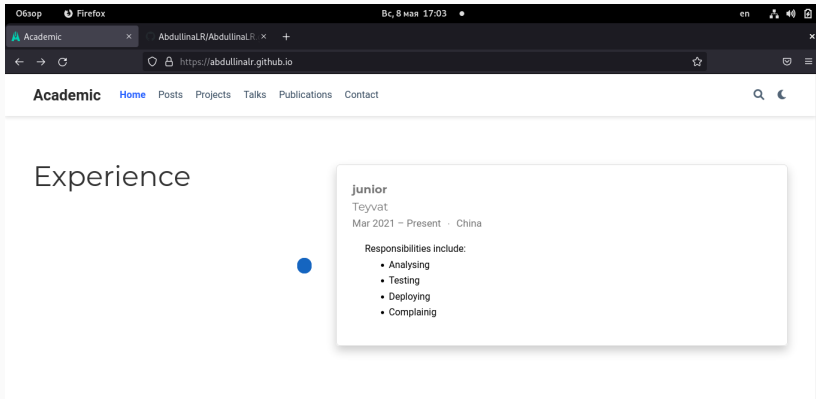 Обзор Firefox Вс, 8 мая 17:03 en
Academic × AbdullinaLR/AbdullinaLR. × + ×
https://abdullinalr.github.io
Academic Home Posts Projects Talks Publications Contact
Experience
junior
Teyvat
Mar 2021 – Present · China
Responsibilities include:
• Analysing
• Testing
• Deploying
• Complainig